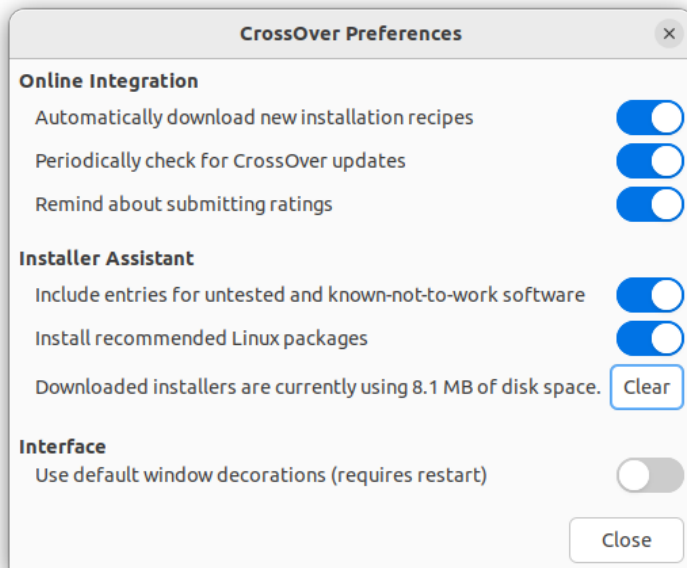 CrossOver Preferences
Online Integration
Automatically download new installation recipes
Periodically check for CrossOver updates
Remind about submitting ratings
Installer Assistant
Include entries for untested and known-not-to-work software
Install recommended Linux packages
Downloaded installers are currently using 8.1 MB of disk space. Clear
Interface
Use default window decorations (requires restart)
Close